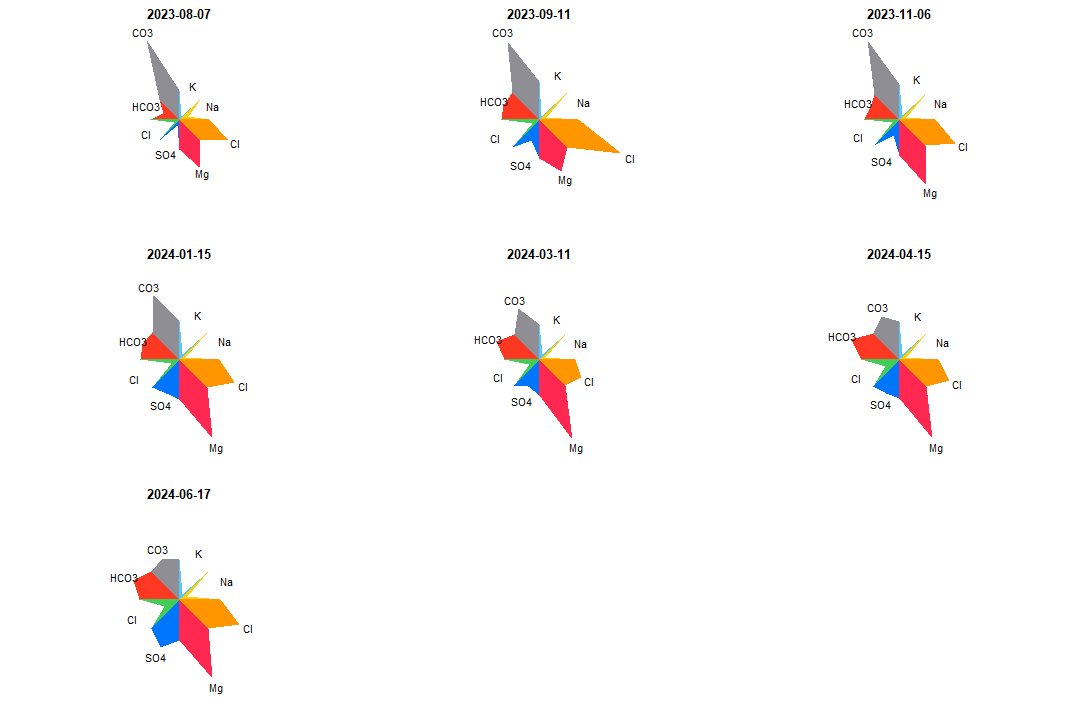 2023-08-07
CO3
K
Na
HCO3
Cl
Cl
SO4
Mg
2023-09-11
CO3
K
Na
HCO3
Cl
Cl
SO4
Mg
2023-11-06
CO3
K
Na
HCO3
Cl
Cl
SO4
Mg
2024-01-15
CO3
K
Na
HCO3
Cl
Cl
SO4
Mg
2024-03-11
CO3
K
Na
HCO3
Cl
Cl
SO4
Mg
2024-04-15
CO3
K
Na
HCO3
Cl
Cl
SO4
Mg
2024-06-17
CO3
K
Na
HCO3
Cl
Cl
SO4
Mg